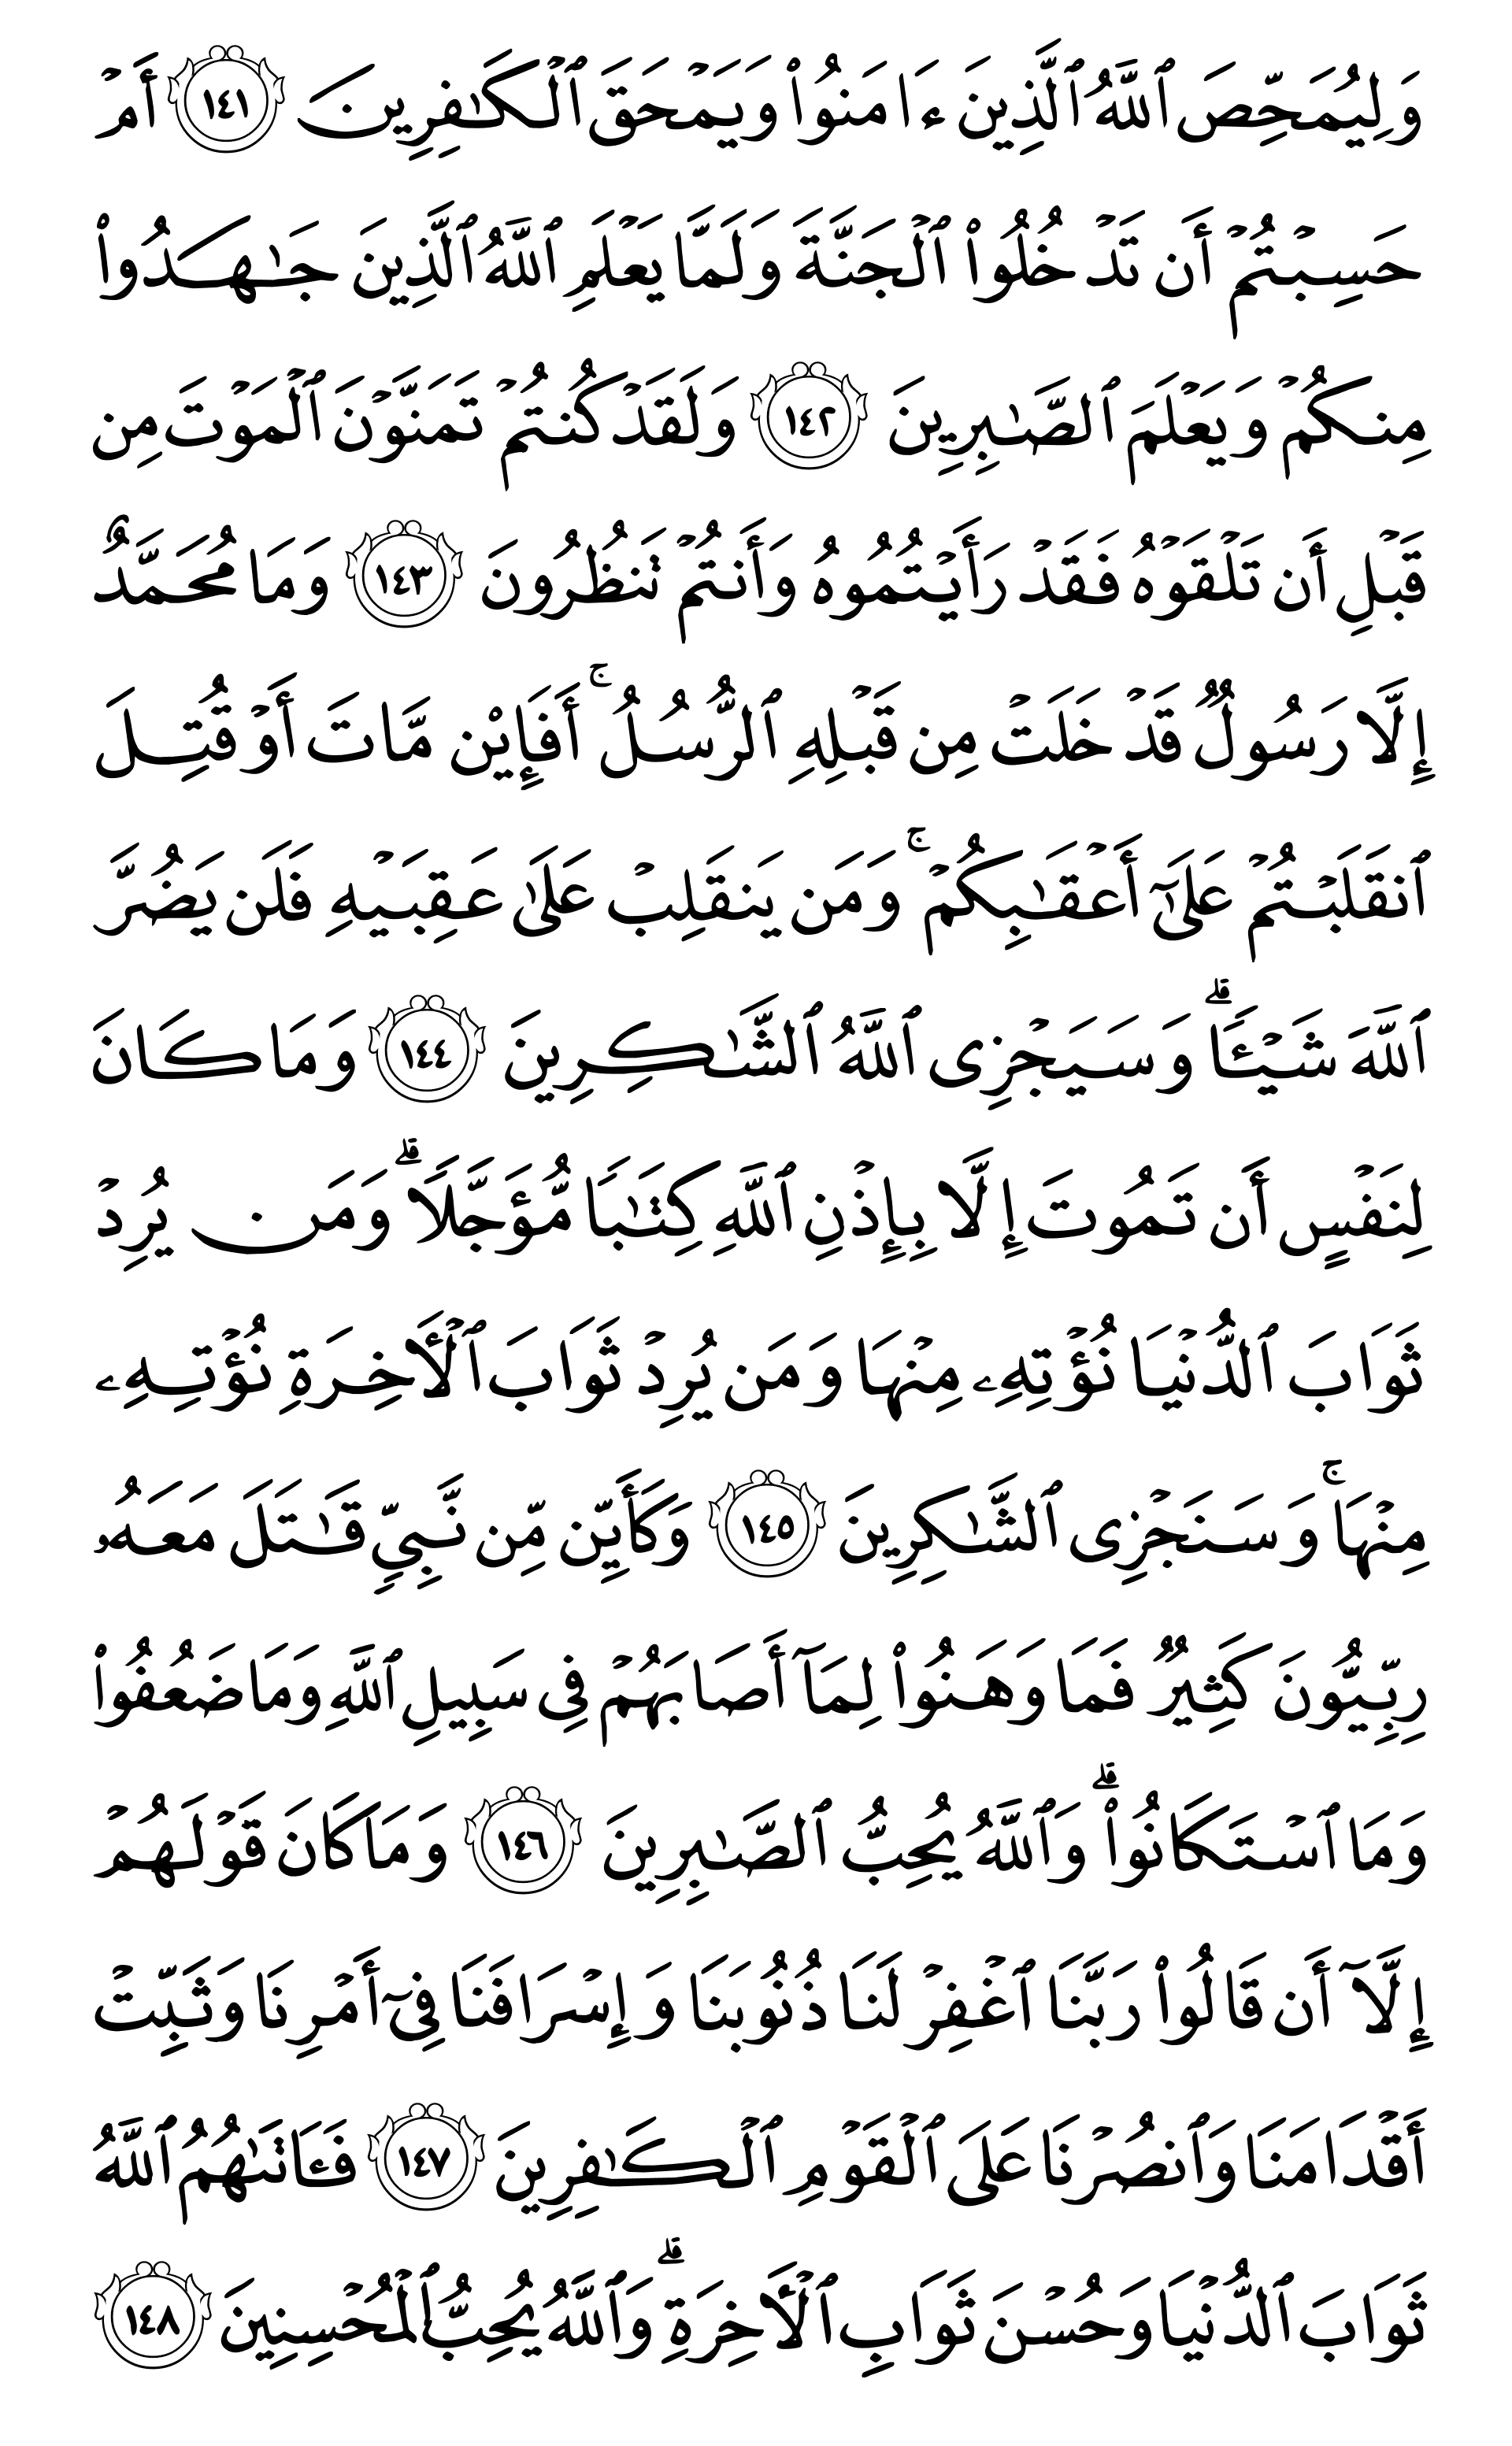 وَلِيُمَحِّصَ ٱللَّهُ ٱلَّذِينَ ءَامَنُوا۟ وَيَمْحَقَ ٱلْكَـٰفِرِينَ ١٤١ أَمْ
حَسِبْتُمْ أَن تَدْخُلُوا۟ ٱلْجَنَّةَ وَلَمَّا يَعْلَمِ ٱللَّهُ ٱلَّذِينَ جَـٰهَدُوا۟
مِنكُمْ وَيَعْلَمَ ٱلصَّـٰبِرِينَ ١٤٢ وَلَقَدْ كُنتُمْ تَمَنَّوْنَ ٱلْمَوْتَ مِن
قَبْلِ أَن تَلْقَوْهُ فَقَدْ رَأَيْتُمُوهُ وَأَنتُمْ تَنظُرُونَ ١٤٣ وَمَا مُحَمَّدٌ
إِلَّا رَسُولٌ قَدْ خَلَتْ مِن قَبْلِهِ ٱلرُّسُلُ ۚ أَفَإِي۟ن مَّاتَ أَوْ قُتِلَ
ٱنقَلَبْتُمْ عَلَىٰٓ أَعْقَـٰبِكُمْ ۚ وَمَن يَنقَلِبْ عَلَىٰ عَقِبَيْهِ فَلَن يَضُرَّ
ٱللَّهَ شَيْـًٔا ۗ وَسَيَجْزِى ٱللَّهُ ٱلشَّـٰكِرِينَ ١٤٤ وَمَا كَانَ
لِنَفْسٍ أَن تَمُوتَ إِلَّا بِإِذْنِ ٱللَّهِ كِتَـٰبًا مُّؤَجَّلًا ۗ وَمَن يُرِدْ
ثَوَابَ ٱلدُّنْيَا نُؤْتِهِۦ مِنْهَا وَمَن يُرِدْ ثَوَابَ ٱلْـَٔاخِرَةِ نُؤْتِهِۦ
مِنْهَا ۚ وَسَنَجْزِى ٱلشَّـٰكِرِينَ ١٤٥ وَكَأَيِّن مِّن نَّبِىٍّ قَـٰتَلَ مَعَهُۥ
رِبِّيُّونَ كَثِيرٌ فَمَا وَهَنُوا۟ لِمَآ أَصَابَهُمْ فِى سَبِيلِ ٱللَّهِ وَمَا ضَعُفُوا۟
وَمَا ٱسْتَكَانُوا۟ ۗ وَٱللَّهُ يُحِبُّ ٱلصَّـٰبِرِينَ ١٤٦ وَمَا كَانَ قَوْلَهُمْ
إِلَّآ أَن قَالُوا۟ رَبَّنَا ٱغْفِرْ لَنَا ذُنُوبَنَا وَإِسْرَافَنَا فِىٓ أَمْرِنَا وَثَبِّتْ
أَقْدَامَنَا وَٱنصُرْنَا عَلَى ٱلْقَوْمِ ٱلْكَـٰفِرِينَ ١٤٧ فَـَٔاتَىٰهُمُ ٱللَّهُ
ثَوَابَ ٱلدُّنْيَا وَحُسْنَ ثَوَابِ ٱلْـَٔاخِرَةِ ۗ وَٱللَّهُ يُحِبُّ ٱلْمُحْسِنِينَ ١٤٨